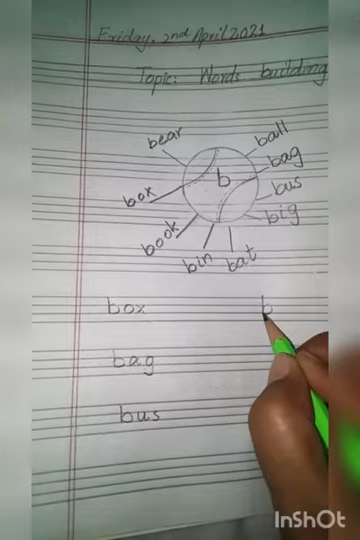 Friday, 2nd April 2021
Topic: Words building
bear
ball
bag
box
b
bus
big
book
bin
bat
box
b
bag
bus
InShOt